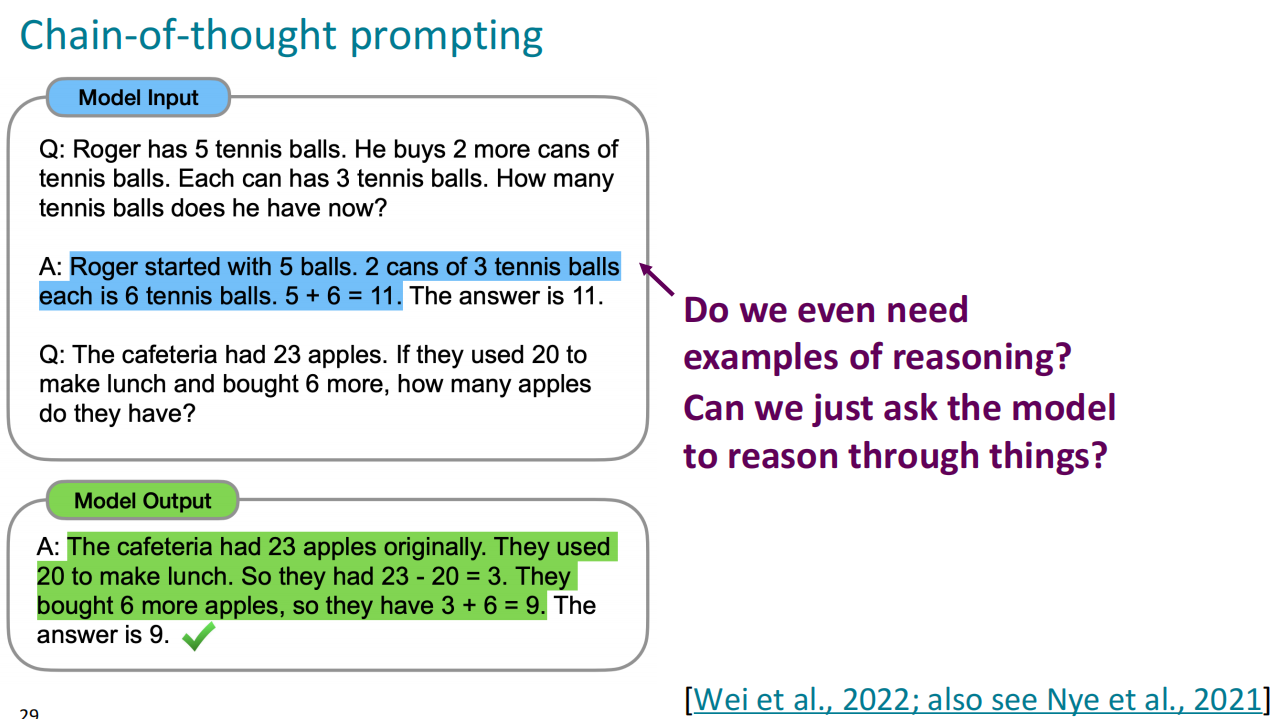 Chain-of-thought prompting
Model Input
Q: Roger has 5 tennis balls. He buys 2 more cans of
tennis balls. Each can has 3 tennis balls. How many
tennis balls does he have now?
A: Roger started with 5 balls. 2 cans of 3 tennis balls
each is 6 tennis balls. 5 + 6 = 11. The answer is 11.
Q: The cafeteria had 23 apples. If they used 20 to
make lunch and bought 6 more, how many apples
do they have?
Do we even need
examples of reasoning?
Can we just ask the model
to reason through things?
Model Output
A: The cafeteria had 23 apples originally. They used
20 to make lunch. So they had 23 - 20 = 3. They
bought 6 more apples, so they have 3 + 6 = 9. The
answer is 9.
[Wei et al., 2022; also see Nye et al., 2021]
29